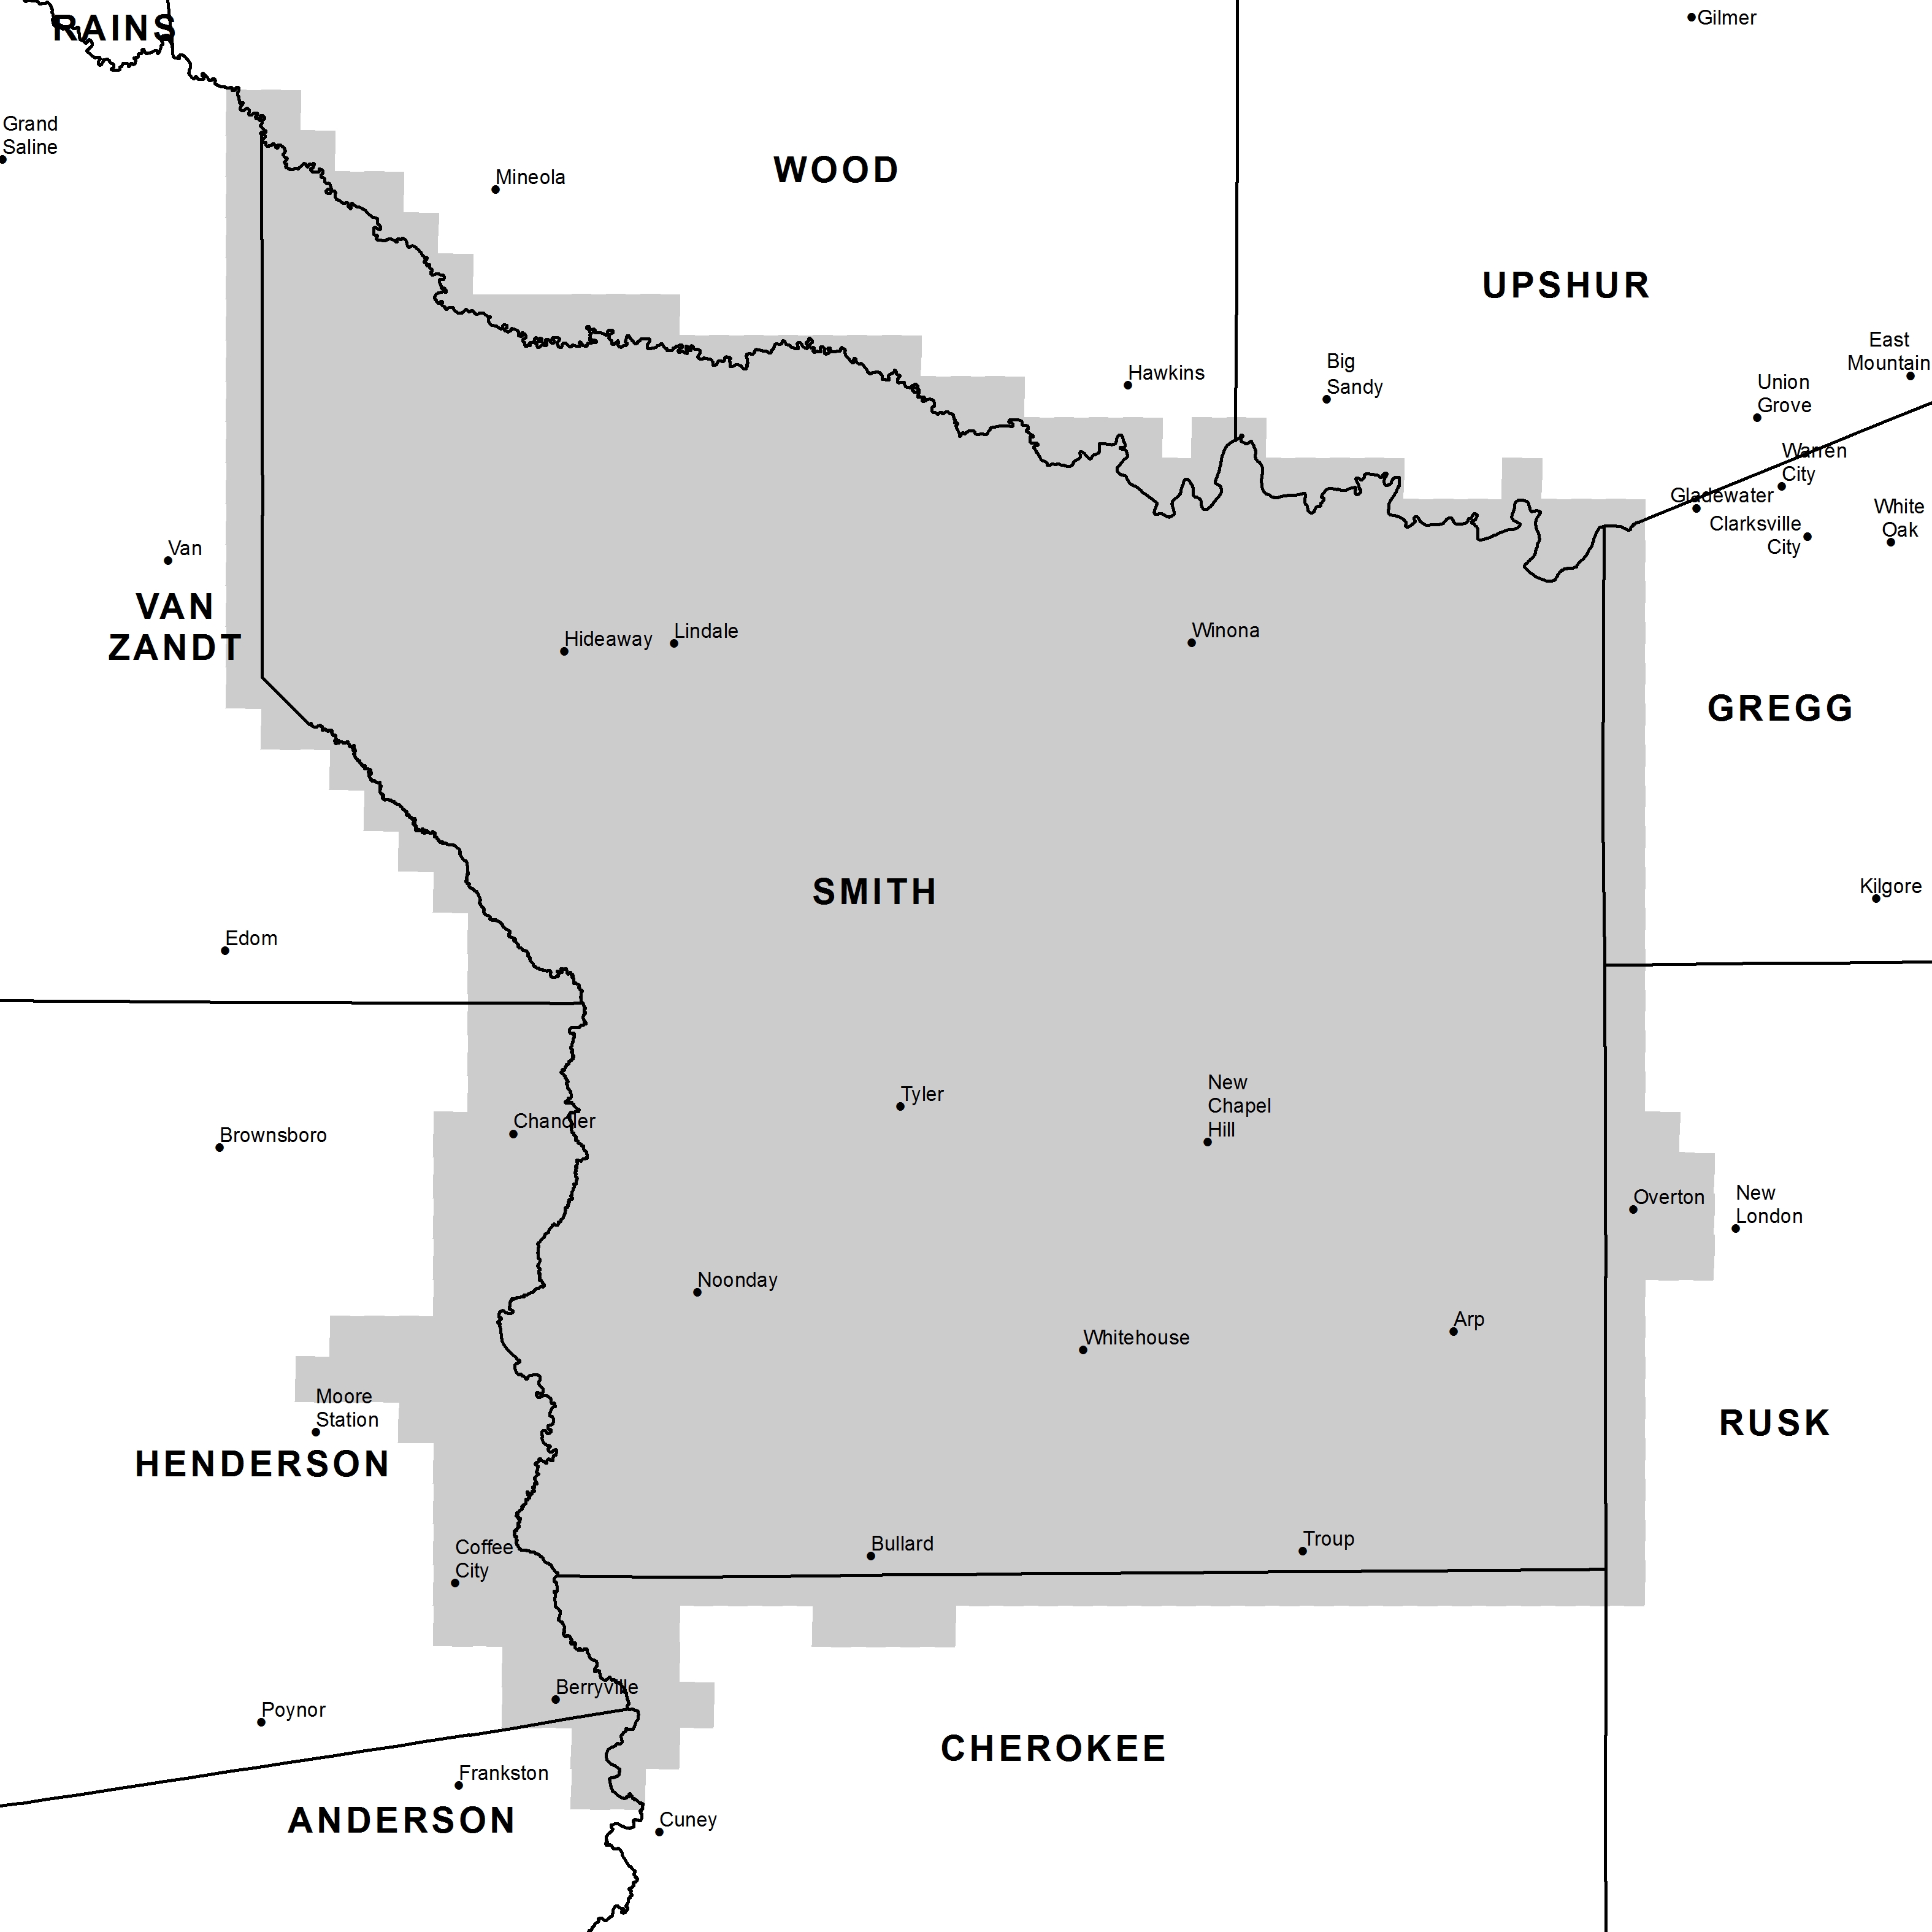 RAINS
Gilmer
Grand
Saline
Mineola
WOOD
UPSHUR
East
Mountain
Hawkins
Big
Sandy
Union
Grove
Warren
City
Gladewater
Clarksville
City
White
Oak
Van
VAN
ZANDT
Hideaway
Lindale
Winona
GREGG
SMITH
Kilgore
Edom
Tyler
New
Chapel
Hill
Chandler
Brownsboro
Overton
New
London
Noonday
Whitehouse
Arp
Moore
Station
HENDERSON
RUSK
Coffee
City
Bullard
Troup
Berryville
Poynor
CHEROKEE
Frankston
ANDERSON
Cuney